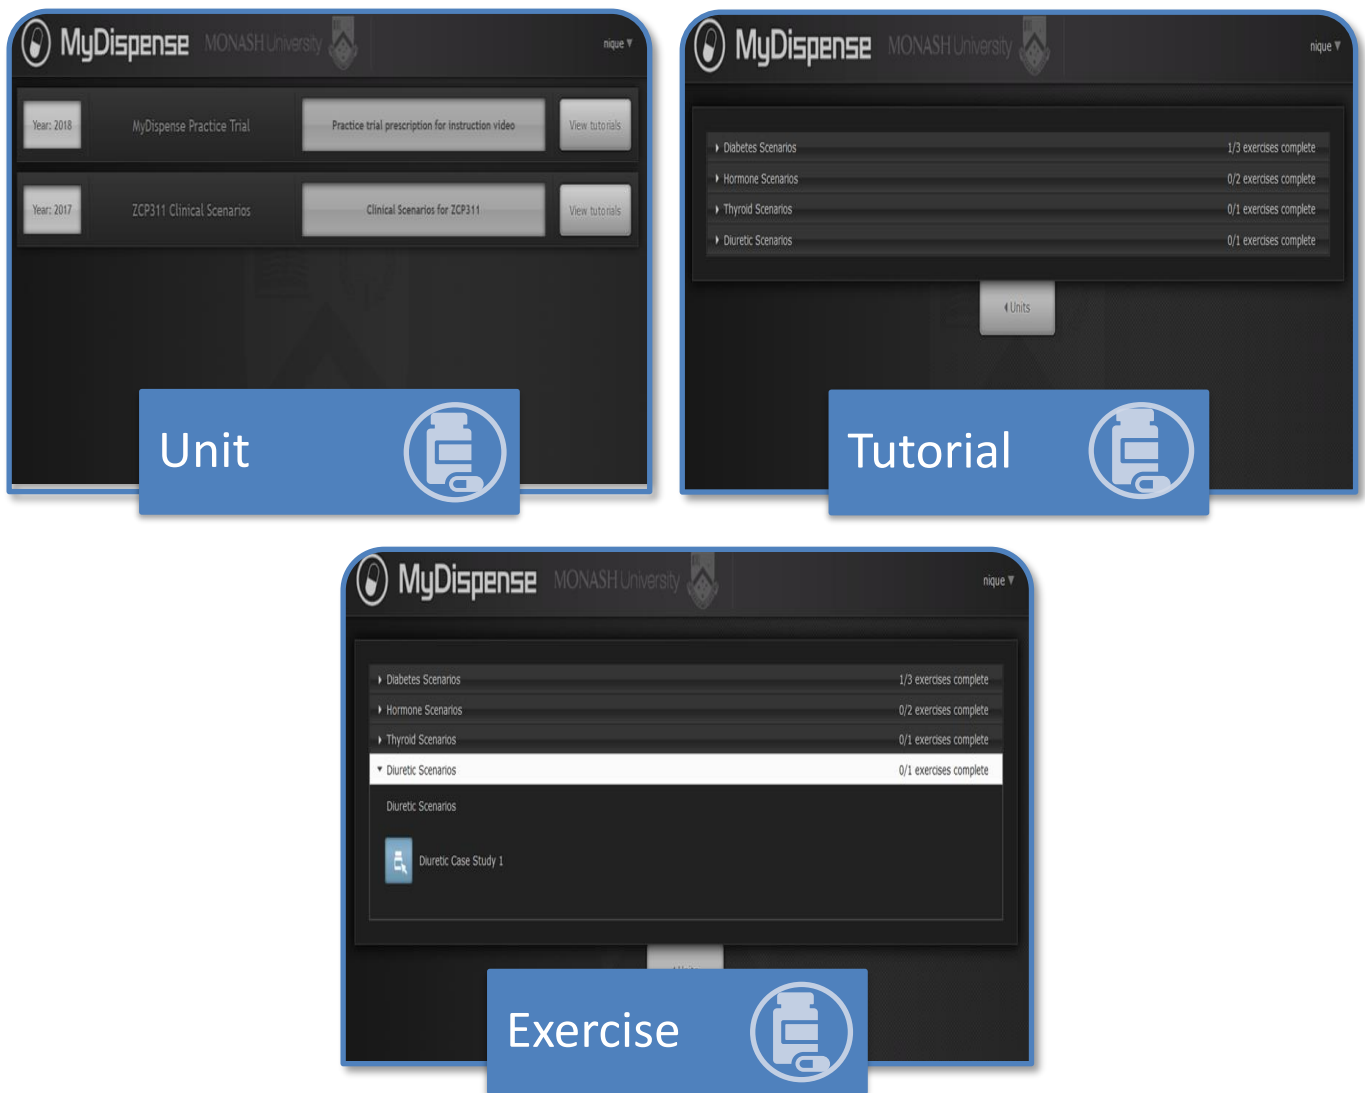 MyDispense MONASH University nique ▼
Year: 2018 MyDispense Practice Trial Practice trial prescription for instruction video View tutorials
Year: 2017 ZCP311 Clinical Scenarios Clinical Scenarios for ZCP311 View tutorials
Unit
MyDispense MONASH University nique ▼
Diabetes Scenarios 1/3 exercises complete
Hormone Scenarios 0/2 exercises complete
Thyroid Scenarios 0/1 exercises complete
Diuretic Scenarios 0/1 exercises complete
Units
Tutorial
MyDispense MONASH University nique ▼
Diabetes Scenarios 1/3 exercises complete
Hormone Scenarios 0/2 exercises complete
Thyroid Scenarios 0/1 exercises complete
Diuretic Scenarios 0/1 exercises complete
Diuretic Scenarios
Diuretic Case Study 1
Exercise